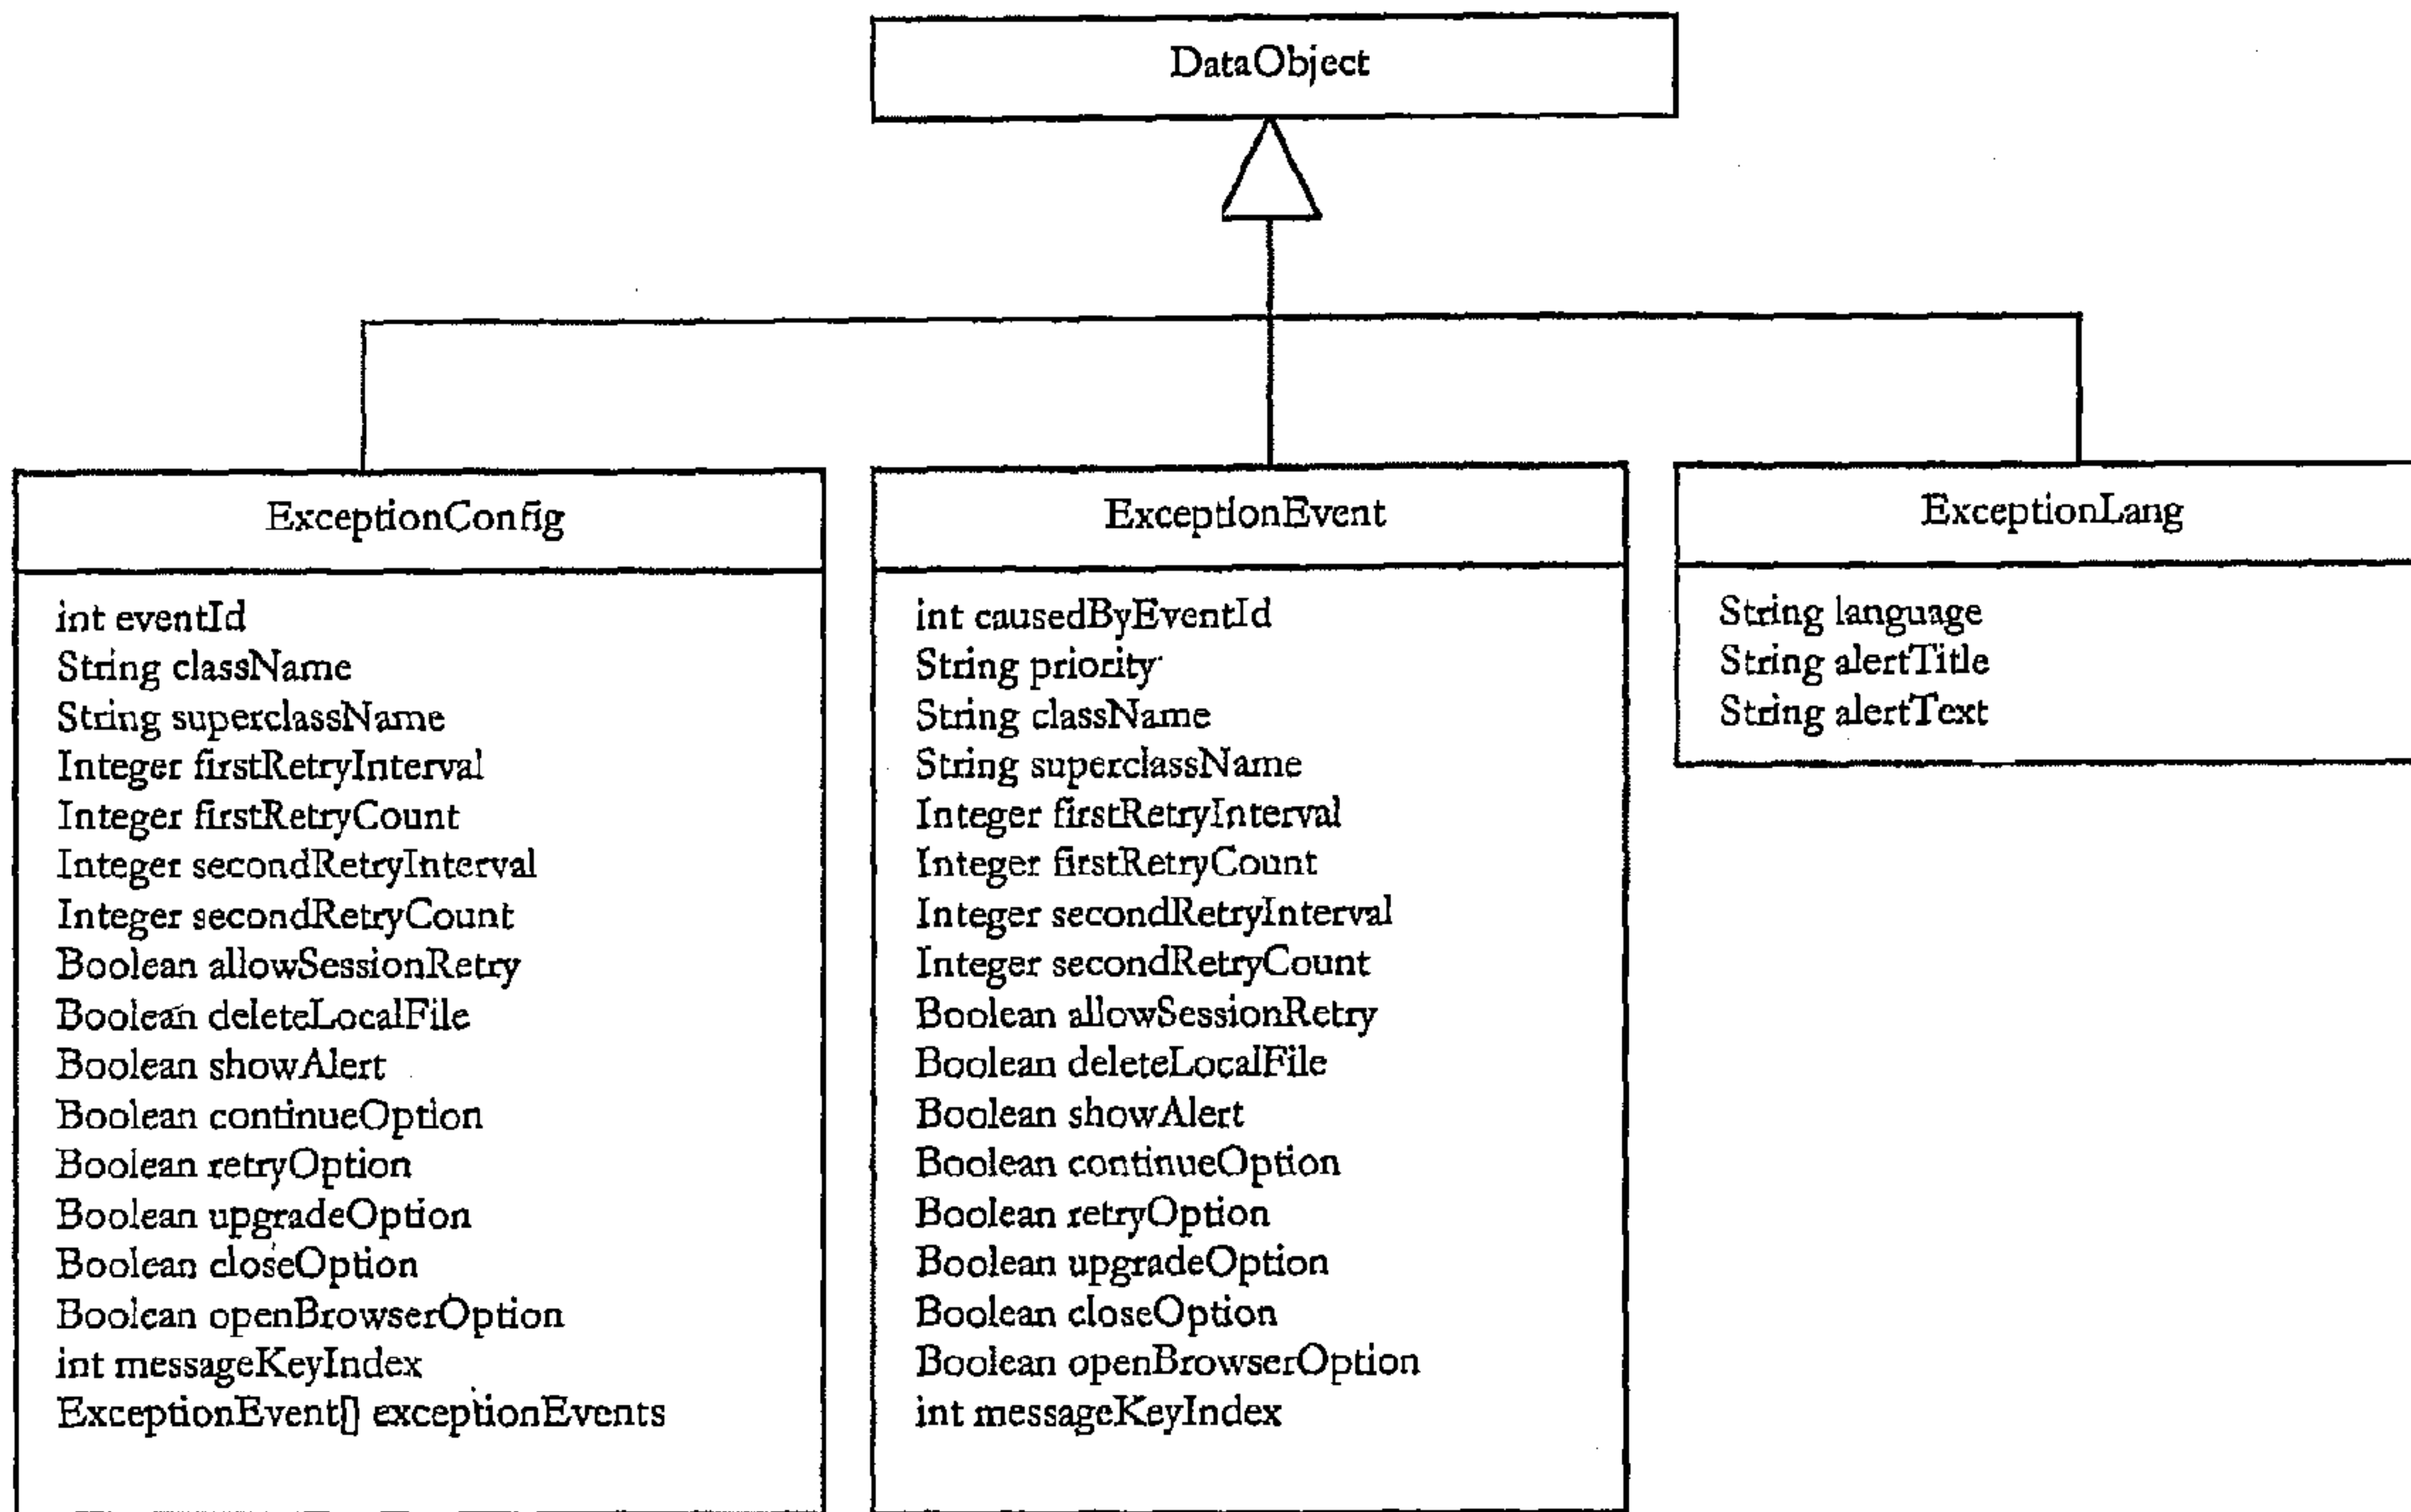 DataObject
ExceptionConfig
int eventId
String className
String superclassName
Integer firstRetryInterval
Integer firstRetryCount
Integer secondRetryInterval
Integer secondRetryCount
Boolean allowSessionRetry
Boolean deleteLocalFile
Boolean showAlert
Boolean continueOption
Boolean retryOption
Boolean upgradeOption
Boolean closeOption
Boolean openBrowserOption
int messageKeyIndex
ExceptionEvent[] exceptionEvents
ExceptionEvent
int causedByEventId
String priority
String className
String superclassName
Integer firstRetryInterval
Integer firstRetryCount
Integer secondRetryInterval
Integer secondRetryCount
Boolean allowSessionRetry
Boolean deleteLocalFile
Boolean showAlert
Boolean continueOption
Boolean retryOption
Boolean upgradeOption
Boolean closeOption
Boolean openBrowserOption
int messageKeyIndex
ExceptionLang
String language
String alertTitle
String alertText